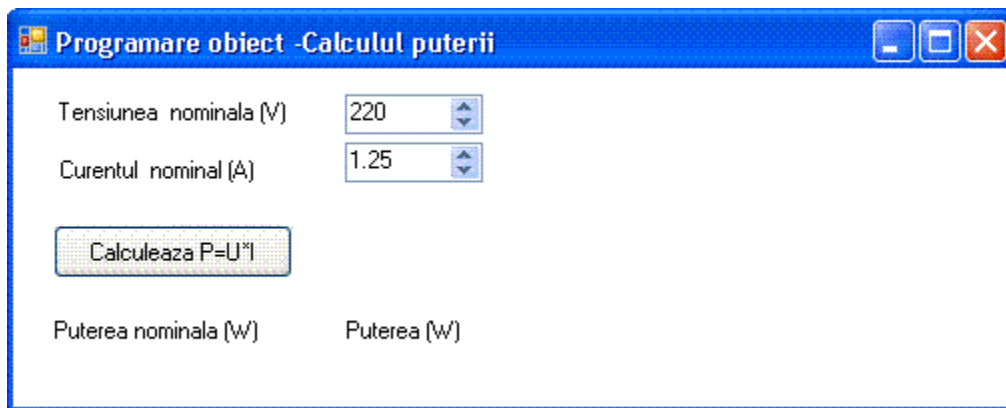 Programare obiect -Calculul puterii
Tensiunea nominala (V) 220
Curentul nominal (A) 1.25
Calculeaza P=U*I
Puterea nominala (W) Puterea (W)